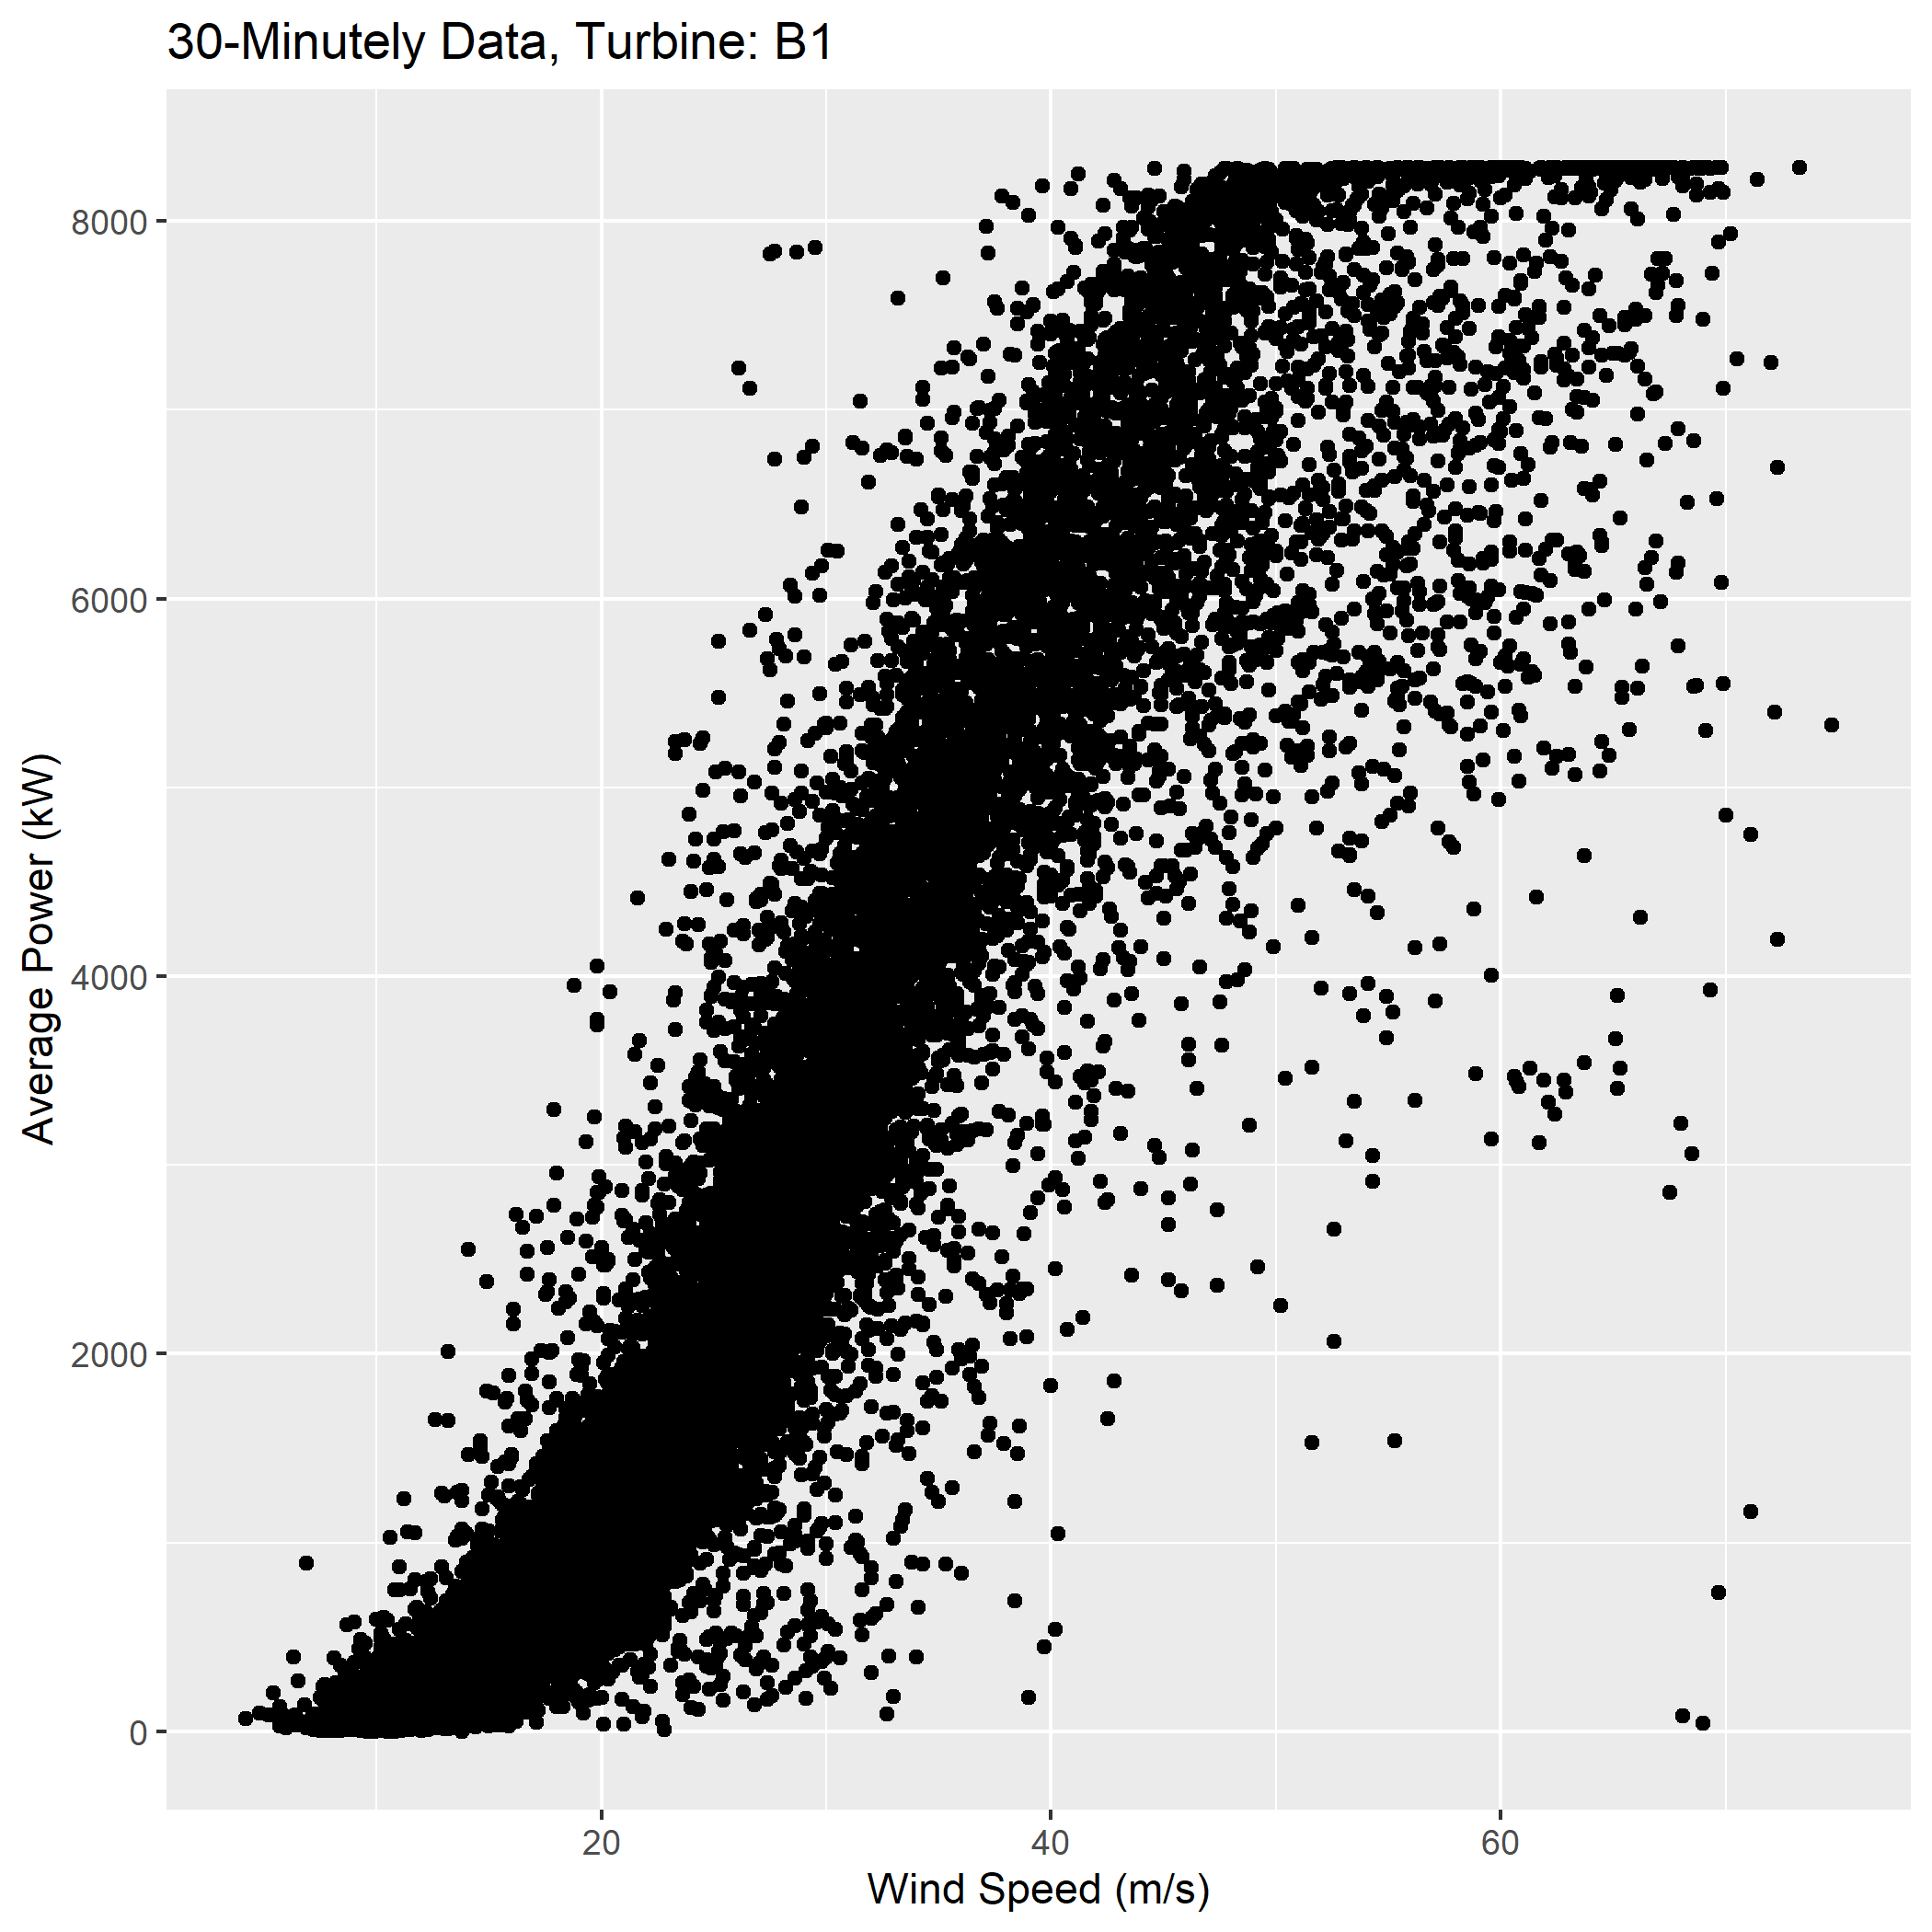 30-Minutely Data, Turbine: B1
Average Power (kW)
8000
6000
4000
2000
0
20 40 60
Wind Speed (m/s)